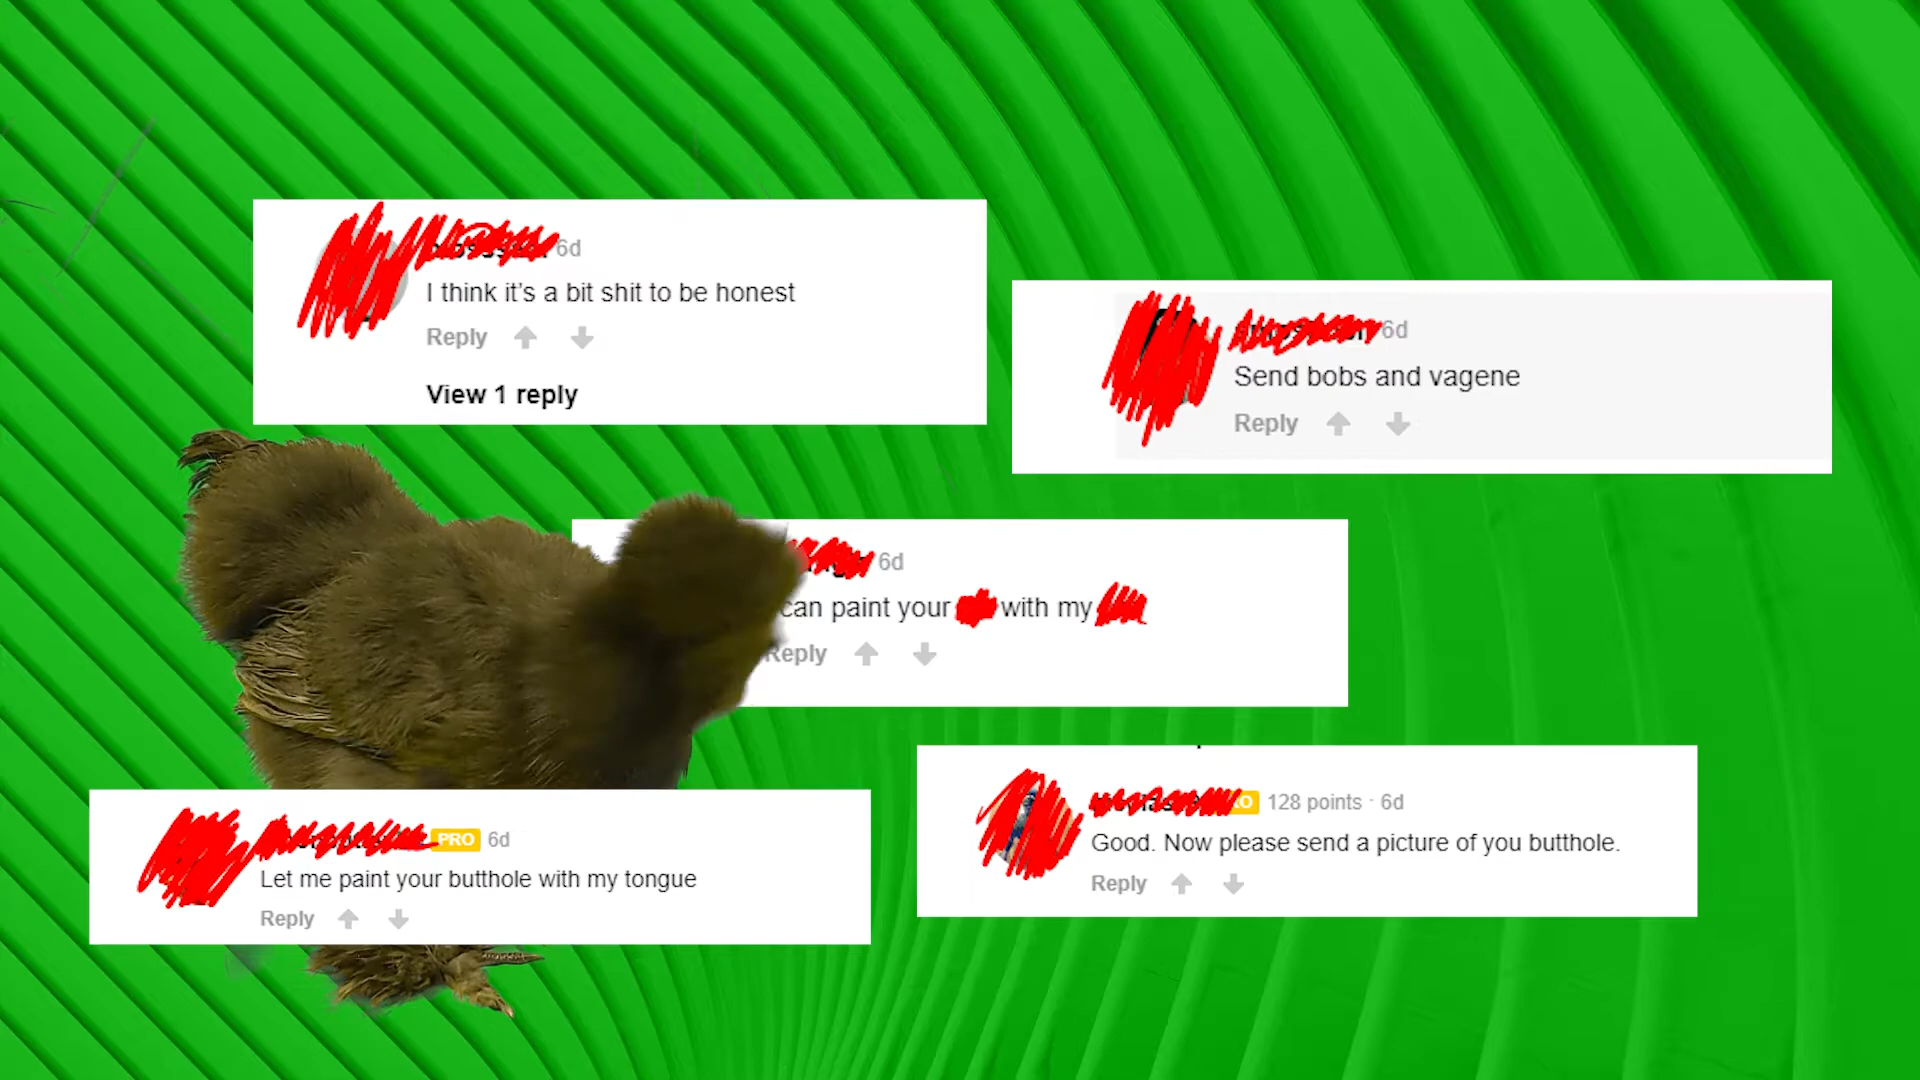 6d
I think it’s a bit shit to be honest
Reply
View 1 reply
6d
Send bobs and vagene
Reply
6d
can paint your with my
Reply
PRO 6d
Let me paint your butthole with my tongue
Reply
128 points · 6d
Good. Now please send a picture of you butthole.
Reply